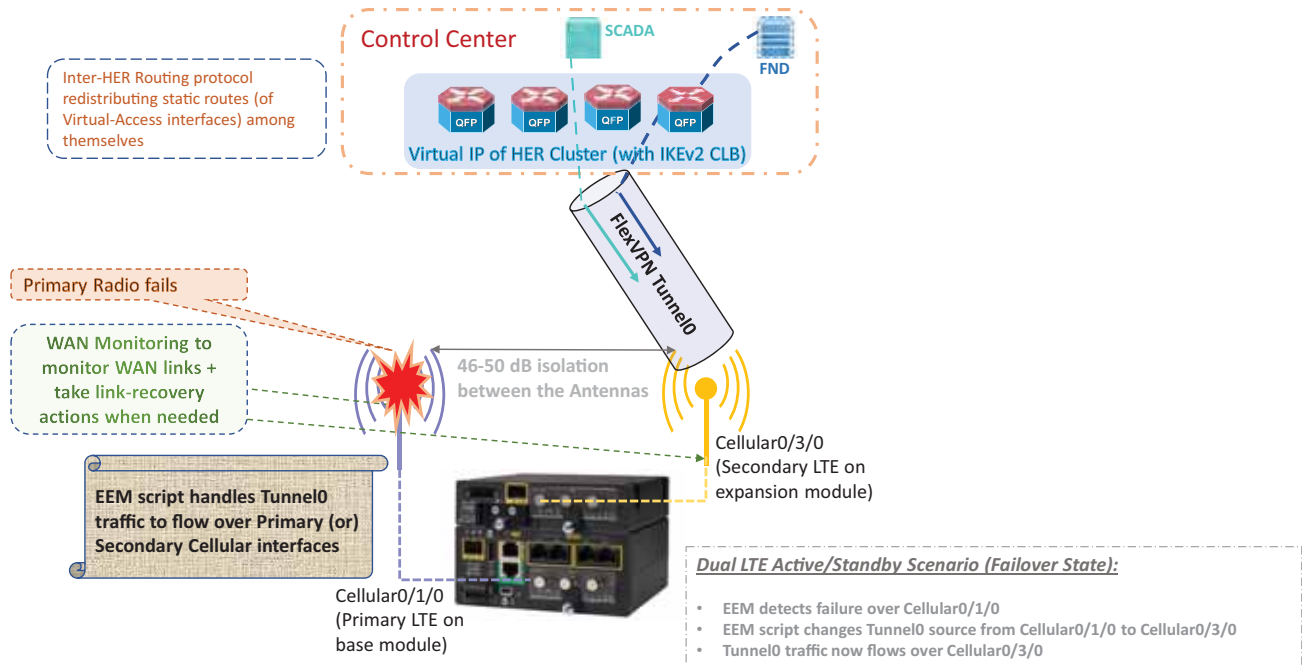 Control Center
SCADA
FND
Inter-HER Routing protocol
redistributing static routes (of
Virtual-Access interfaces) among
themselves
QFP
QFP
QFP
QFP
Virtual IP of HER Cluster (with IKEv2 CLB)
FlexVPN Tunnel0
Primary Radio fails
WAN Monitoring to
monitor WAN links +
take link-recovery
actions when needed
46-50 dB isolation
between the Antennas
Cellular0/3/0
(Secondary LTE on
expansion module)
EEM script handles Tunnel0
traffic to flow over Primary (or)
Secondary Cellular interfaces
Cellular0/1/0
(Primary LTE on
base module)
Dual LTE Active/Standby Scenario (Failover State):
• EEM detects failure over Cellular0/1/0
• EEM script changes Tunnel0 source from Cellular0/1/0 to Cellular0/3/0
• Tunnel0 traffic now flows over Cellular0/3/0